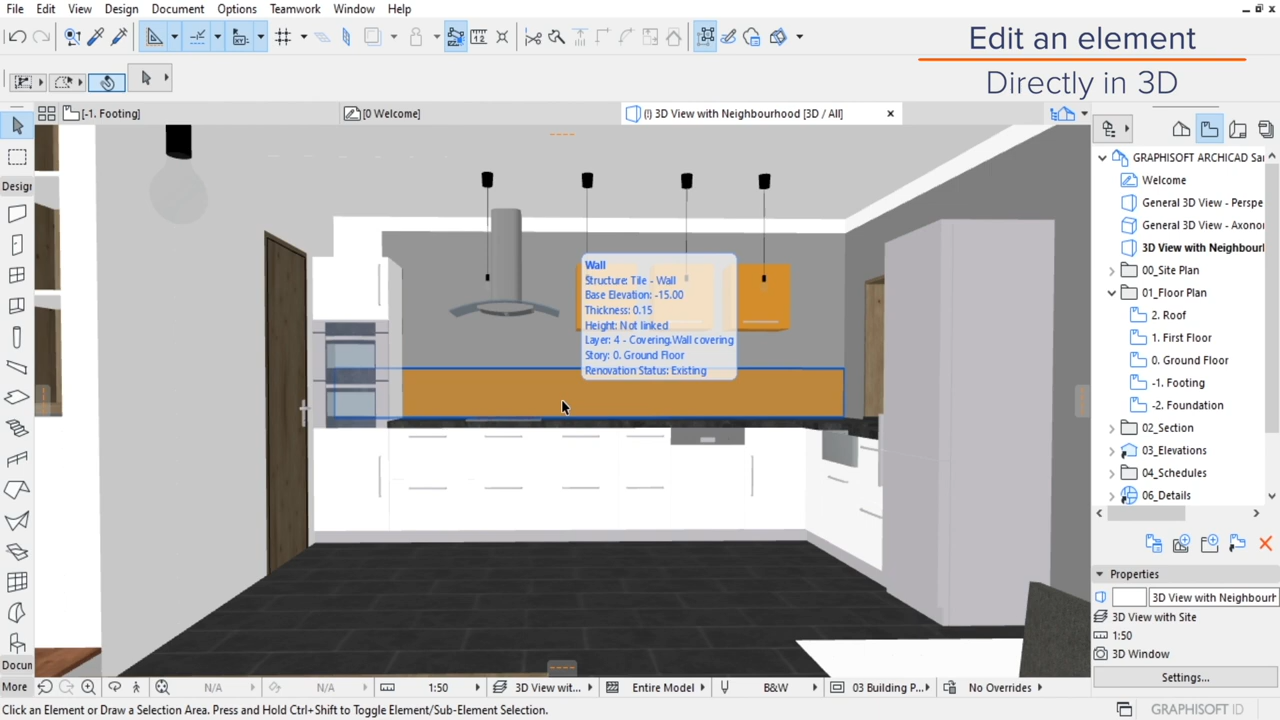 File Edit View Design Document Options Teamwork Window Help
Edit an element
Directly in 3D
[-1. Footing]
[0 Welcome]
(!) 3D View with Neighbourhood [3D / All]
Design
GRAPHISOFT ARCHICAD Sa
Welcome
General 3D View - Perspe
General 3D View - Axono
3D View with Neighbour
00_Site Plan
01_Floor Plan
2. Roof
1. First Floor
0. Ground Floor
-1. Footing
-2. Foundation
02_Section
03_Elevations
04_Schedules
06_Details
Wall
Structure: Tile - Wall
Base Elevation: -15.00
Thickness: 0.15
Height: Not linked
Layer: 4 - Covering.Wall covering
Story: 0. Ground Floor
Renovation Status: Existing
Properties
3D View with Neighbourh
3D View with Site
1:50
3D Window
Settings...
Docun
More
N/A
N/A
1:50
3D View wit...
Entire Model
B&W
03 Building P...
No Overrides
Click an Element or Draw a Selection Area. Press and Hold Ctrl+Shift to Toggle Element/Sub-Element Selection.
GRAPHISOFT ID